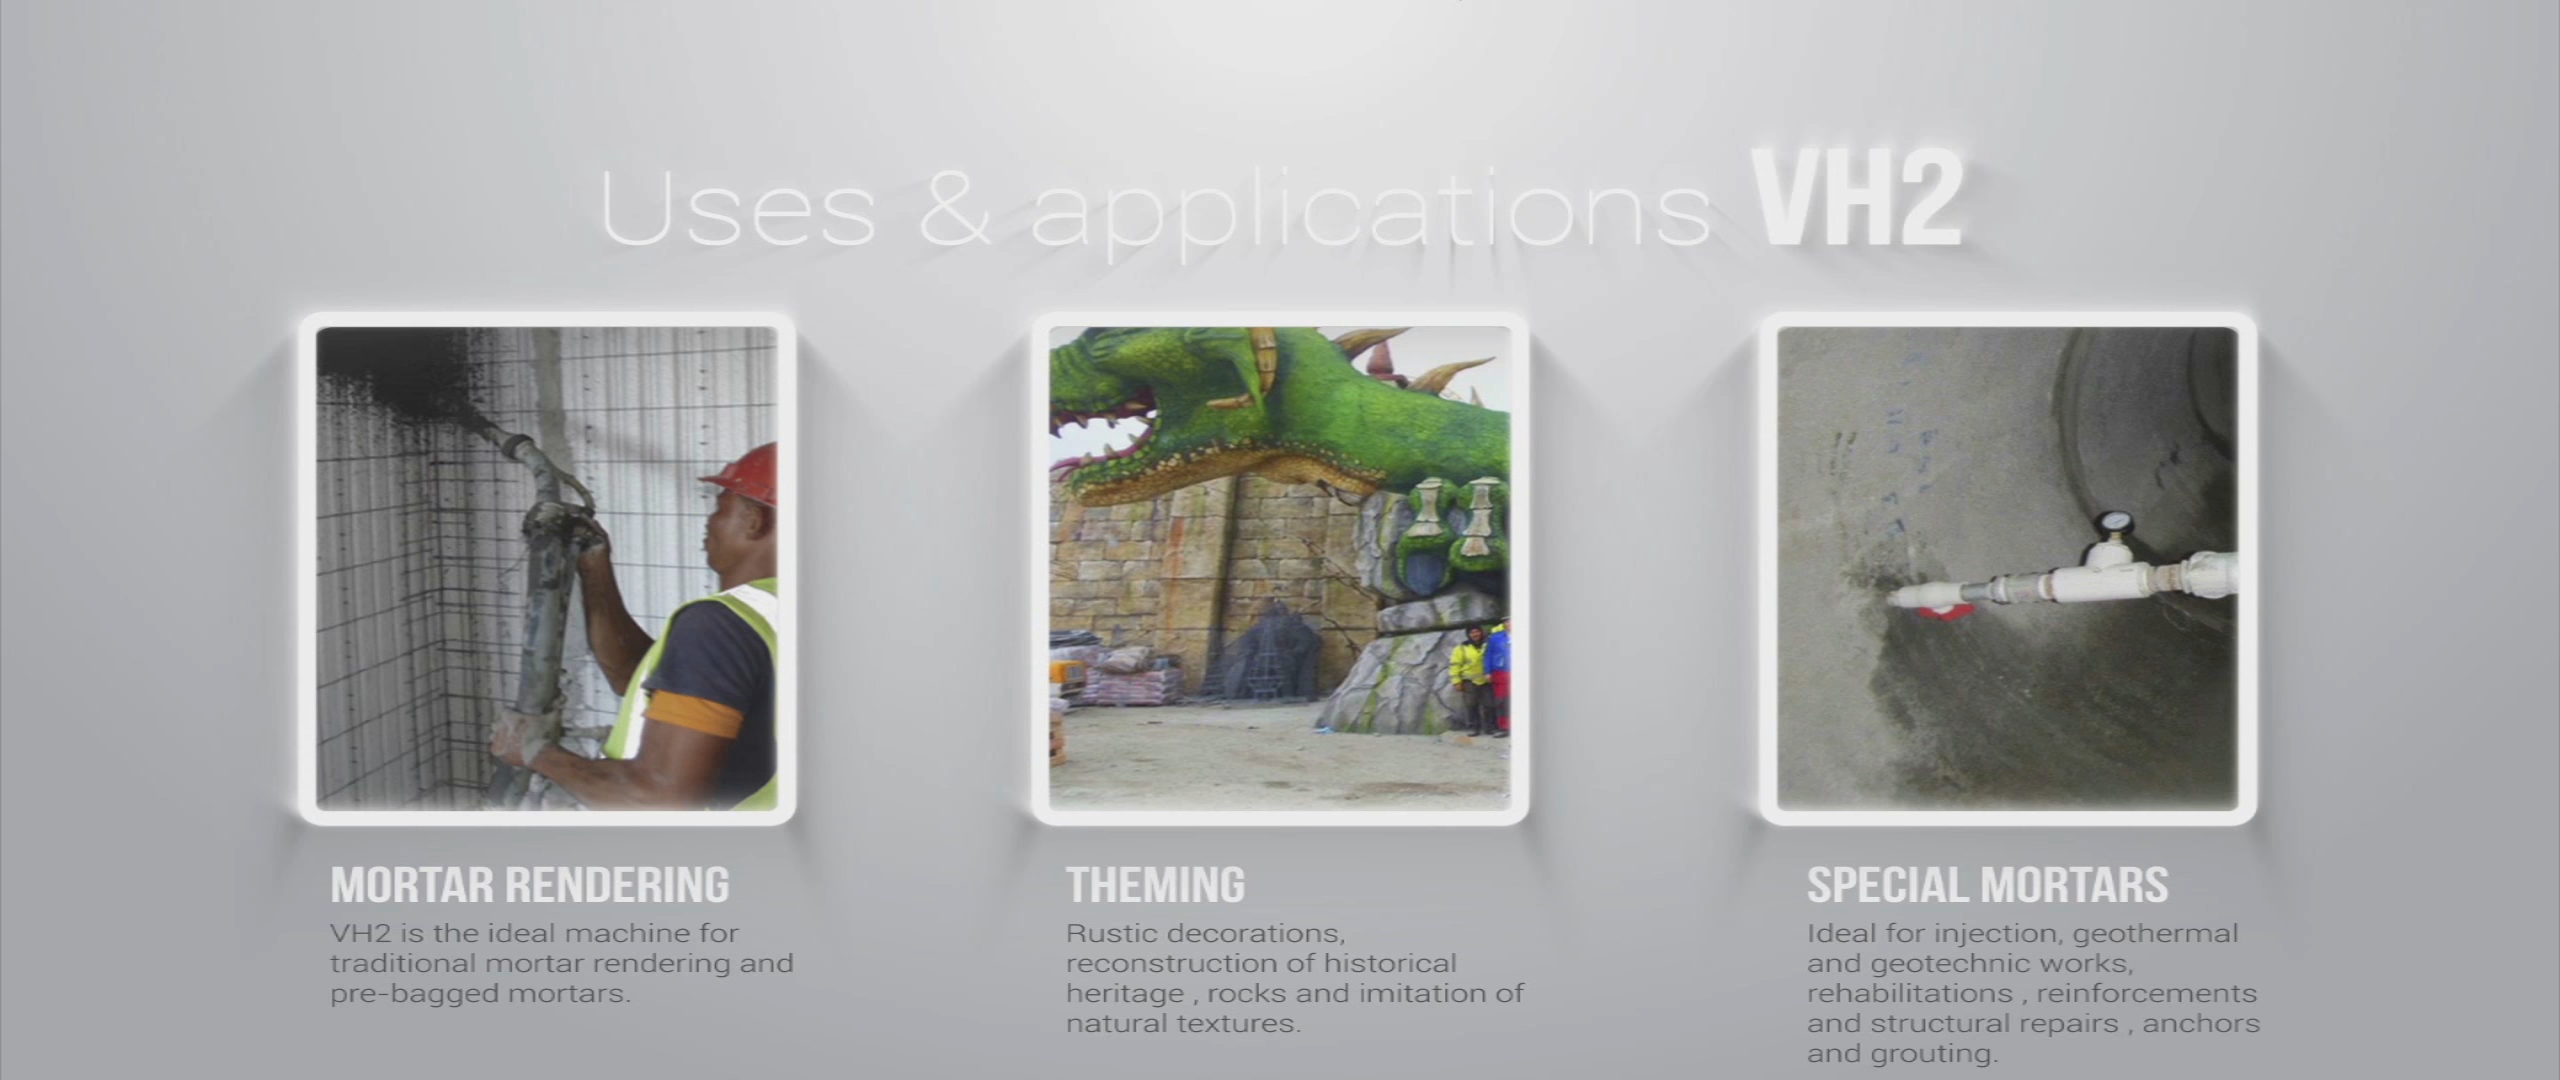 Uses & applications VH2
MORTAR RENDERING
VH2 is the ideal machine for
traditional mortar rendering and
pre-bagged mortars.
THEMING
Rustic decorations,
reconstruction of historical
heritage , rocks and imitation of
natural textures.
SPECIAL MORTARS
Ideal for injection, geothermal
and geotechnic works,
rehabilitations , reinforcements
and structural repairs , anchors
and grouting.